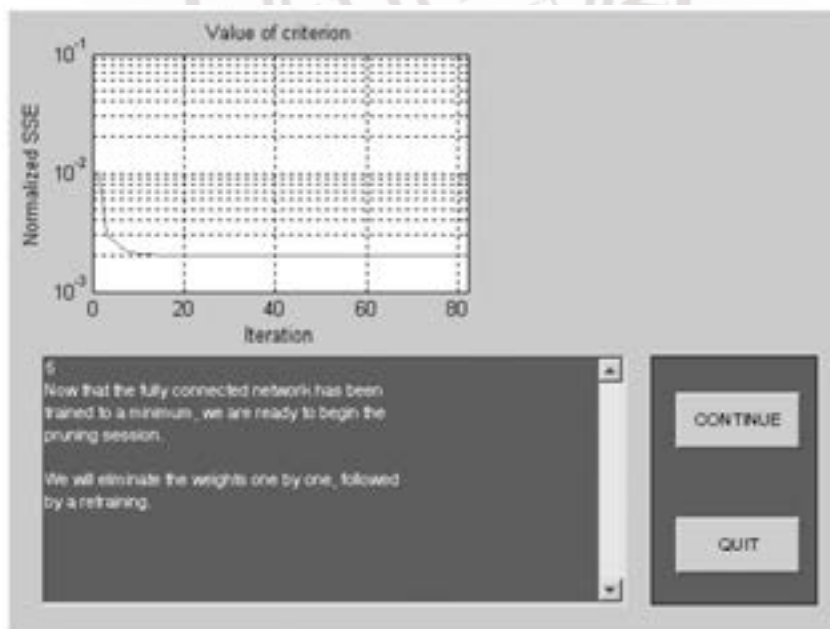 Value of criterion
Normalized SSE
10-1
10-2
10-3
0 20 40 60 80
Iteration
5
Now that the fully connected network has been
trained to a minimum, we are ready to begin the
pruning session.
We will eliminate the weights one by one, followed
by a retraining.
CONTINUE
QUIT